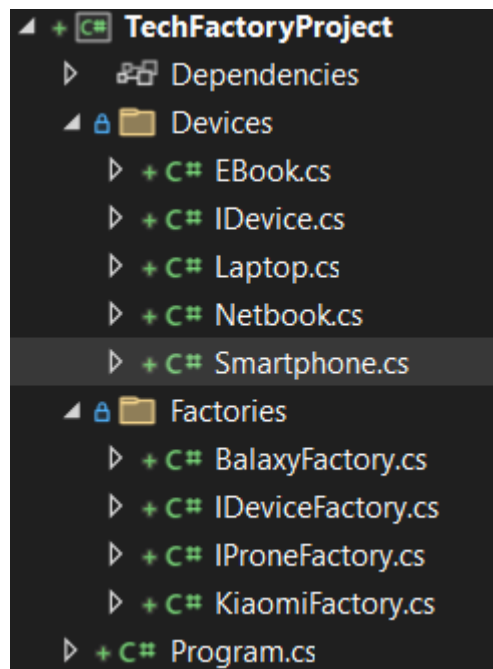 + C# TechFactoryProject
Dependencies
Devices
+ C# EBook.cs
+ C# IDevice.cs
+ C# Laptop.cs
+ C# Netbook.cs
+ C# Smartphone.cs
Factories
+ C# BalaxyFactory.cs
+ C# IDeviceFactory.cs
+ C# IProneFactory.cs
+ C# KiaomiFactory.cs
+ C# Program.cs